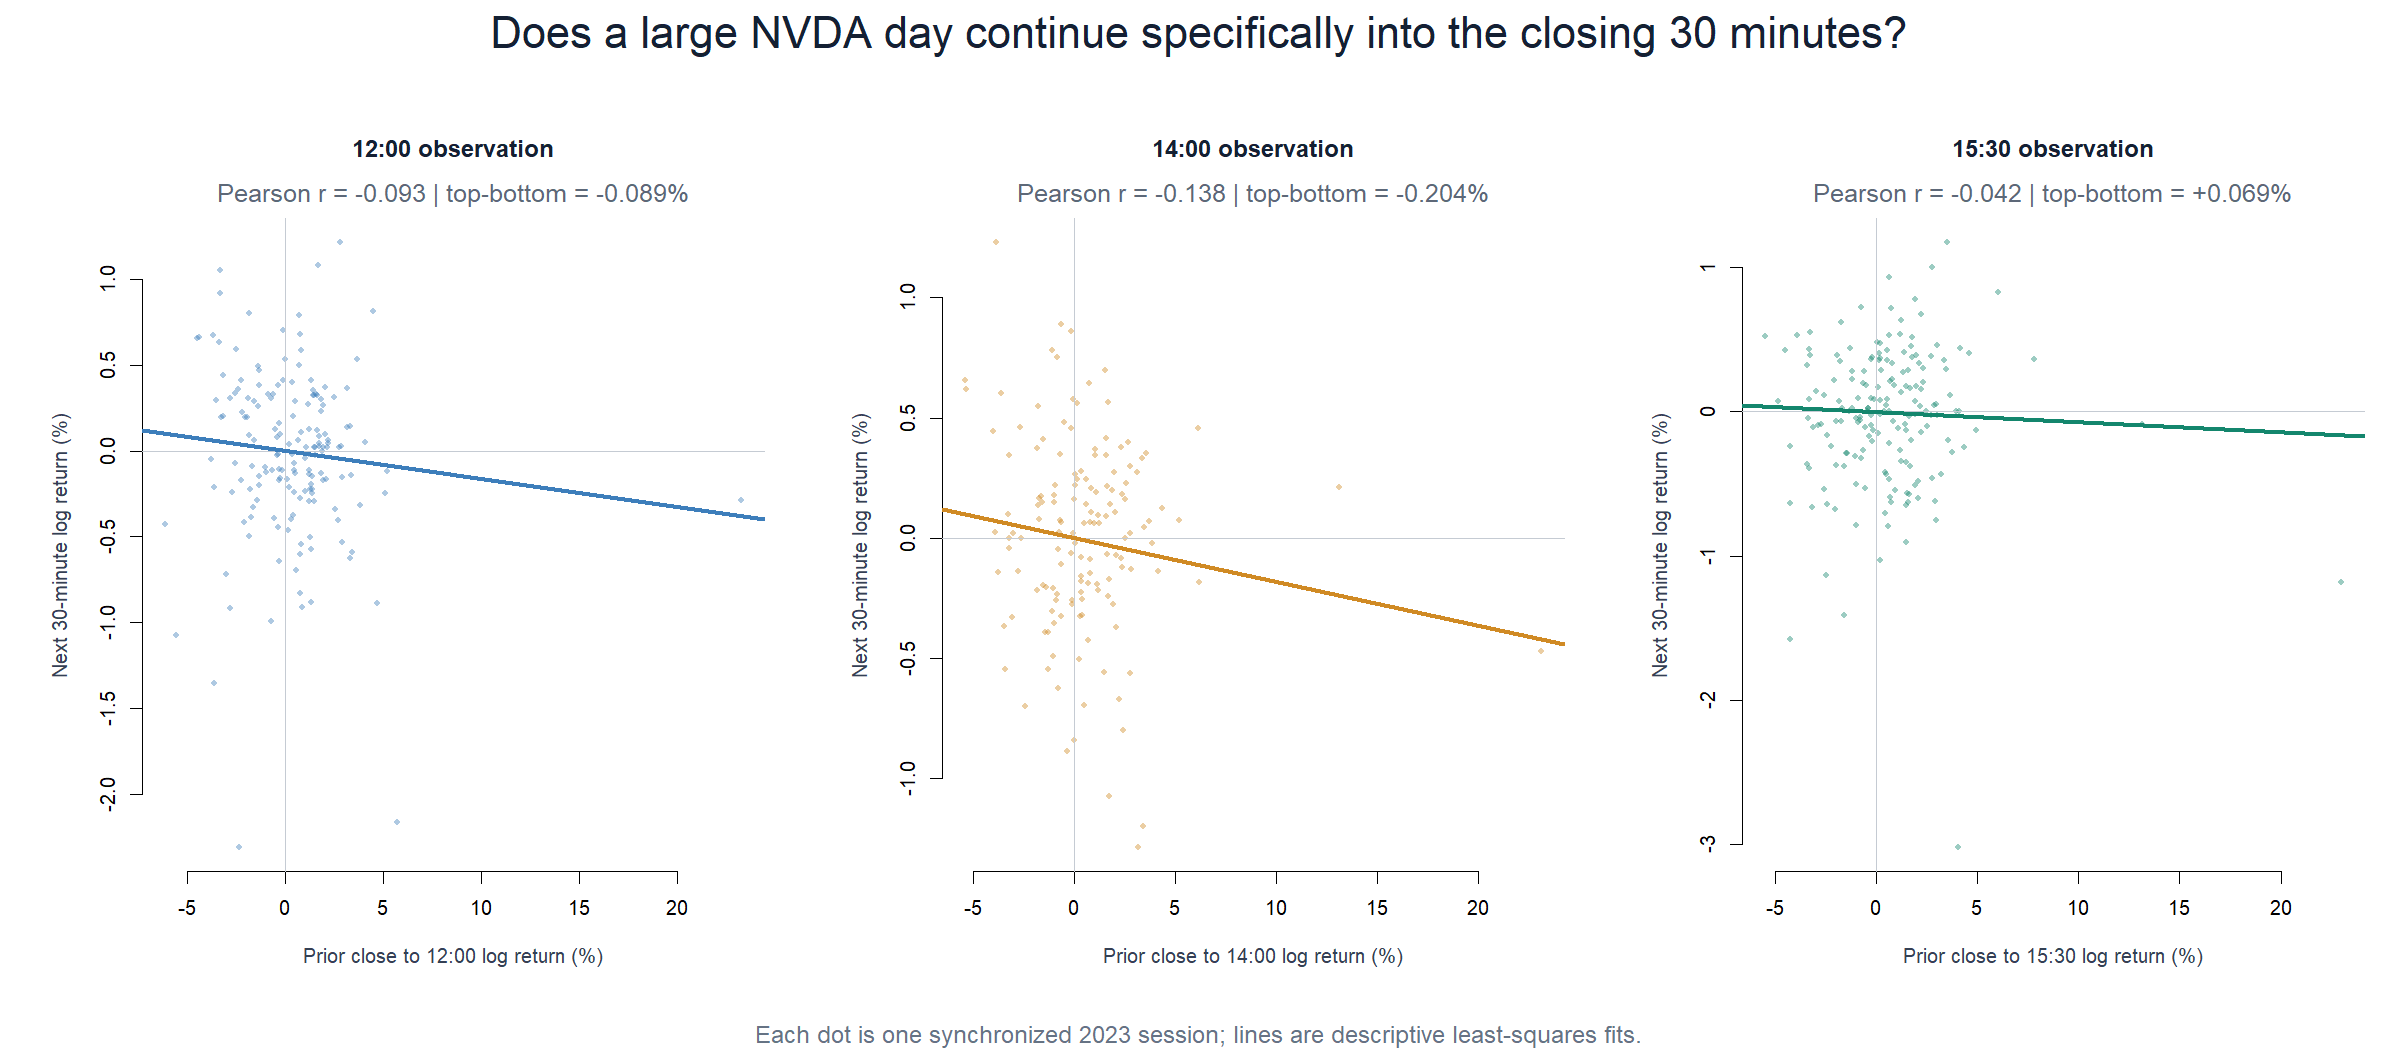 Does a large NVDA day continue specifically into the closing 30 minutes?
12:00 observation
Pearson r = -0.093 | top-bottom = -0.089%
Next 30-minute log return (%)
1.0
0.5
0.0
-0.5
-1.0
-1.5
-2.0
-5 0 5 10 15 20
Prior close to 12:00 log return (%)
14:00 observation
Pearson r = -0.138 | top-bottom = -0.204%
Next 30-minute log return (%)
1.0
0.5
0.0
-0.5
-1.0
-5 0 5 10 15 20
Prior close to 14:00 log return (%)
15:30 observation
Pearson r = -0.042 | top-bottom = +0.069%
Next 30-minute log return (%)
1
0
-1
-2
-3
-5 0 5 10 15 20
Prior close to 15:30 log return (%)
Each dot is one synchronized 2023 session; lines are descriptive least-squares fits.